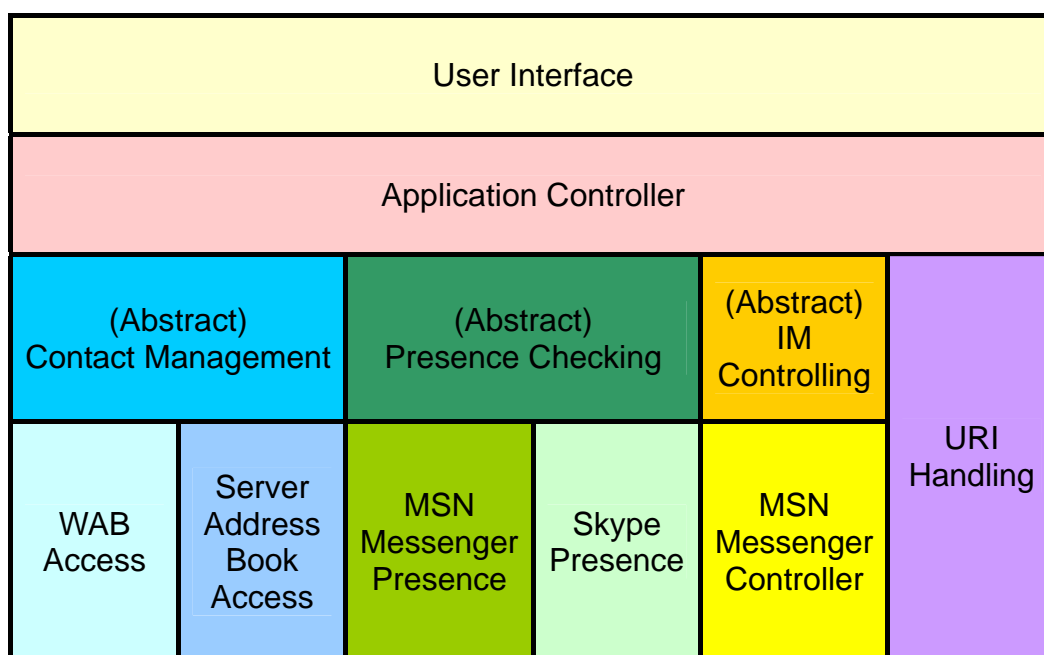 User Interface
Application Controller
(Abstract)
Contact Management
(Abstract)
Presence Checking
(Abstract)
IM
Controlling
URI
Handling
WAB
Access
Server
Address
Book
Access
MSN
Messenger
Presence
Skype
Presence
MSN
Messenger
Controller